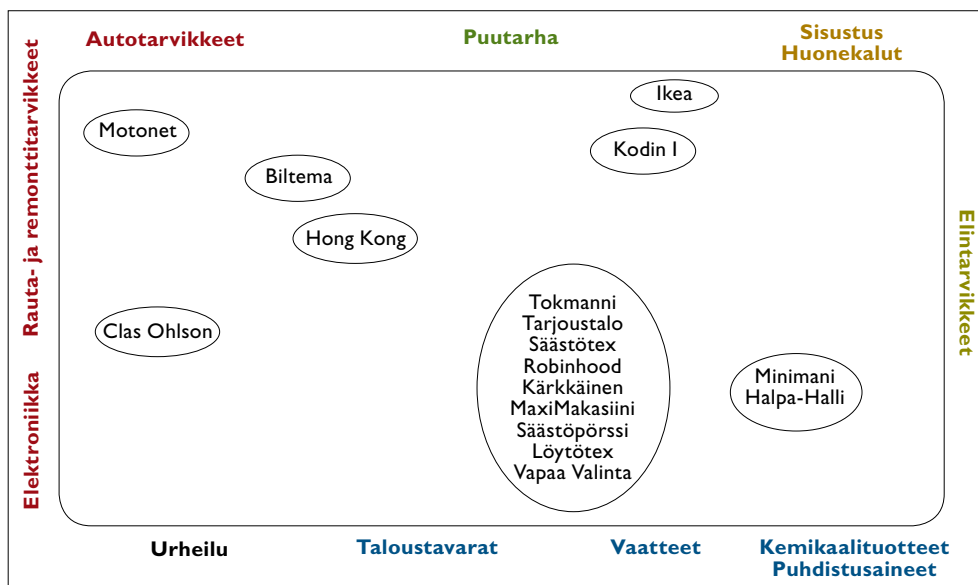 Autotarvikkeet
Puutarha
Sisustus
Huonekalut
Rauta- ja remonttitarvikkeet
Elektroniikka
Elintarvikkeet
Ikea
Motonet
Kodin 1
Biltema
Hong Kong
Clas Ohlson
Tokmanni
Tarjoustalo
Säästötex
Robinhood
Kärkkäinen
MaxiMakasiini
Säästöpörssi
Löytötex
Vapaa Valinta
Minimani
Halpa-Halli
Urheilu
Taloustavarat
Vaatteet
Kemikaalituotteet
Puhdistusaineet